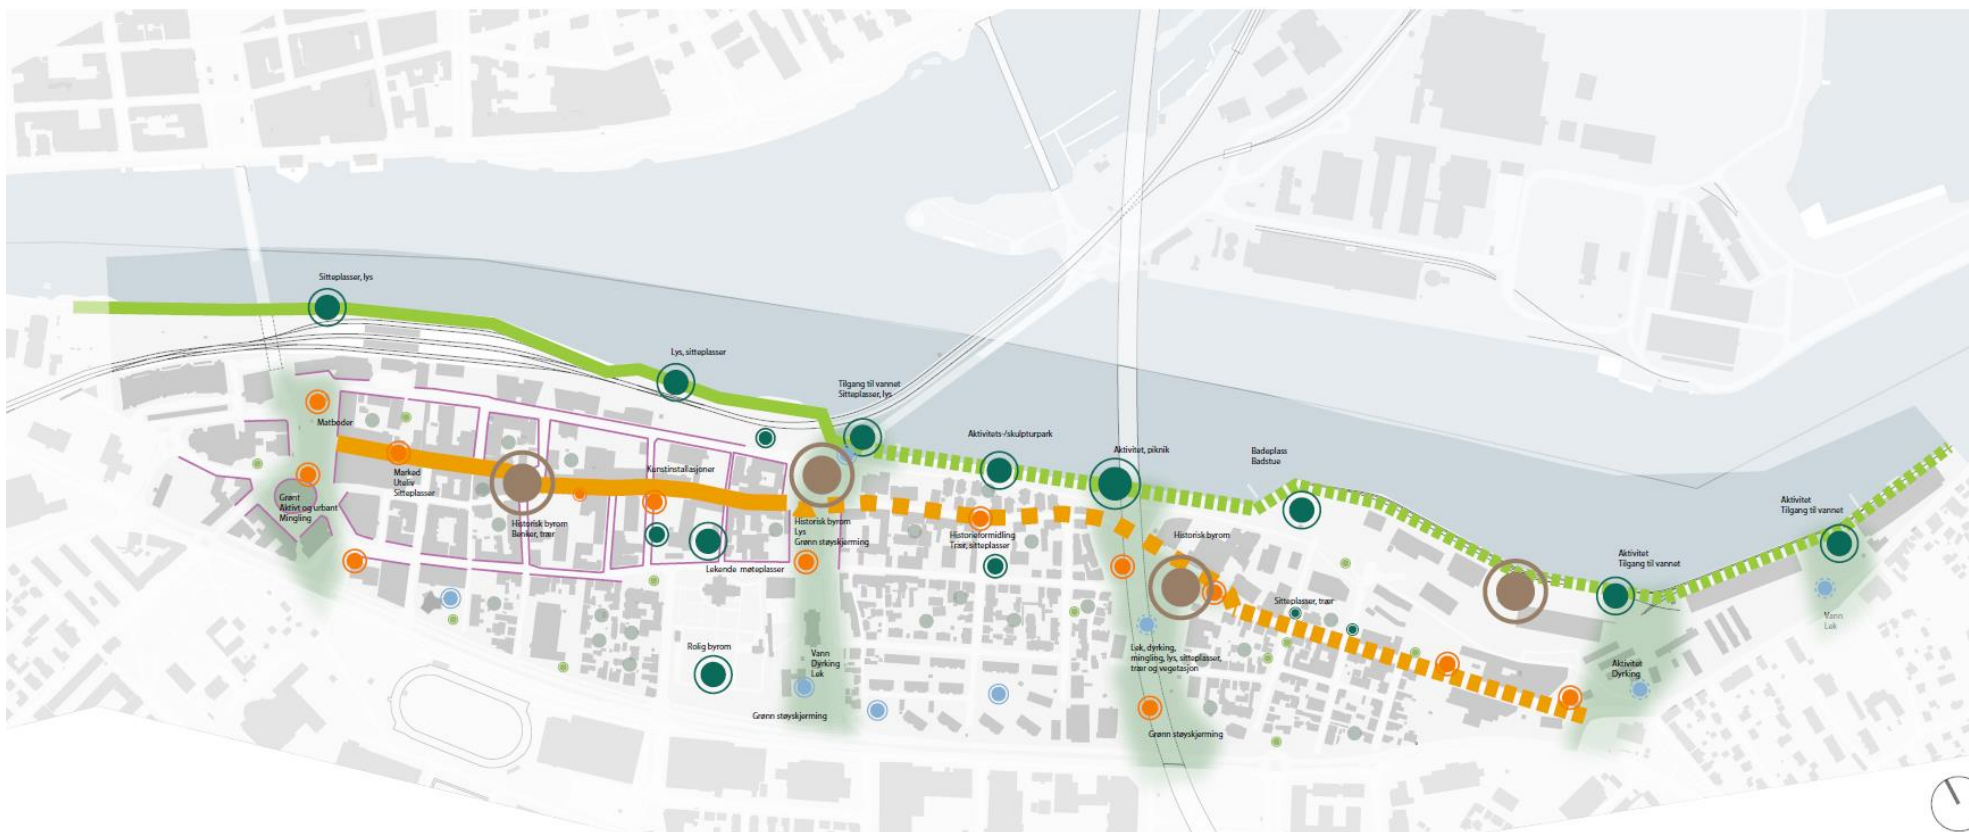 Sitteplasser, lys
Lys, sitteplasser
Tilgang til vannet
Sitteplasser, lys
Aktivitets-/skulpturpark
Aktivitet, piknik
Badeplass
Badstue
Aktivitet
Tilgang til vannet
Matboder
Marked
Uteliv
Sitteplasser
Kunstinstallasjoner
Grønt
Aktivt og urbant
Mingling
Historisk byrom
Benker, trær
Historisk byrom
Lys
Grønn støyskjerming
Historieformidling
Trær, sitteplasser
Historisk byrom
Aktivitet
Tilgang til vannet
Lekende møteplasser
Sitteplasser, trær
Vann
Lek
Rolig byrom
Vann
Dyrking
Lek
Lek, dyrking,
mingling, lys, sitteplasser,
trær og vegetasjon
Aktivitet
Dyrking
Grønn støyskjerming
Grønn støyskjerming